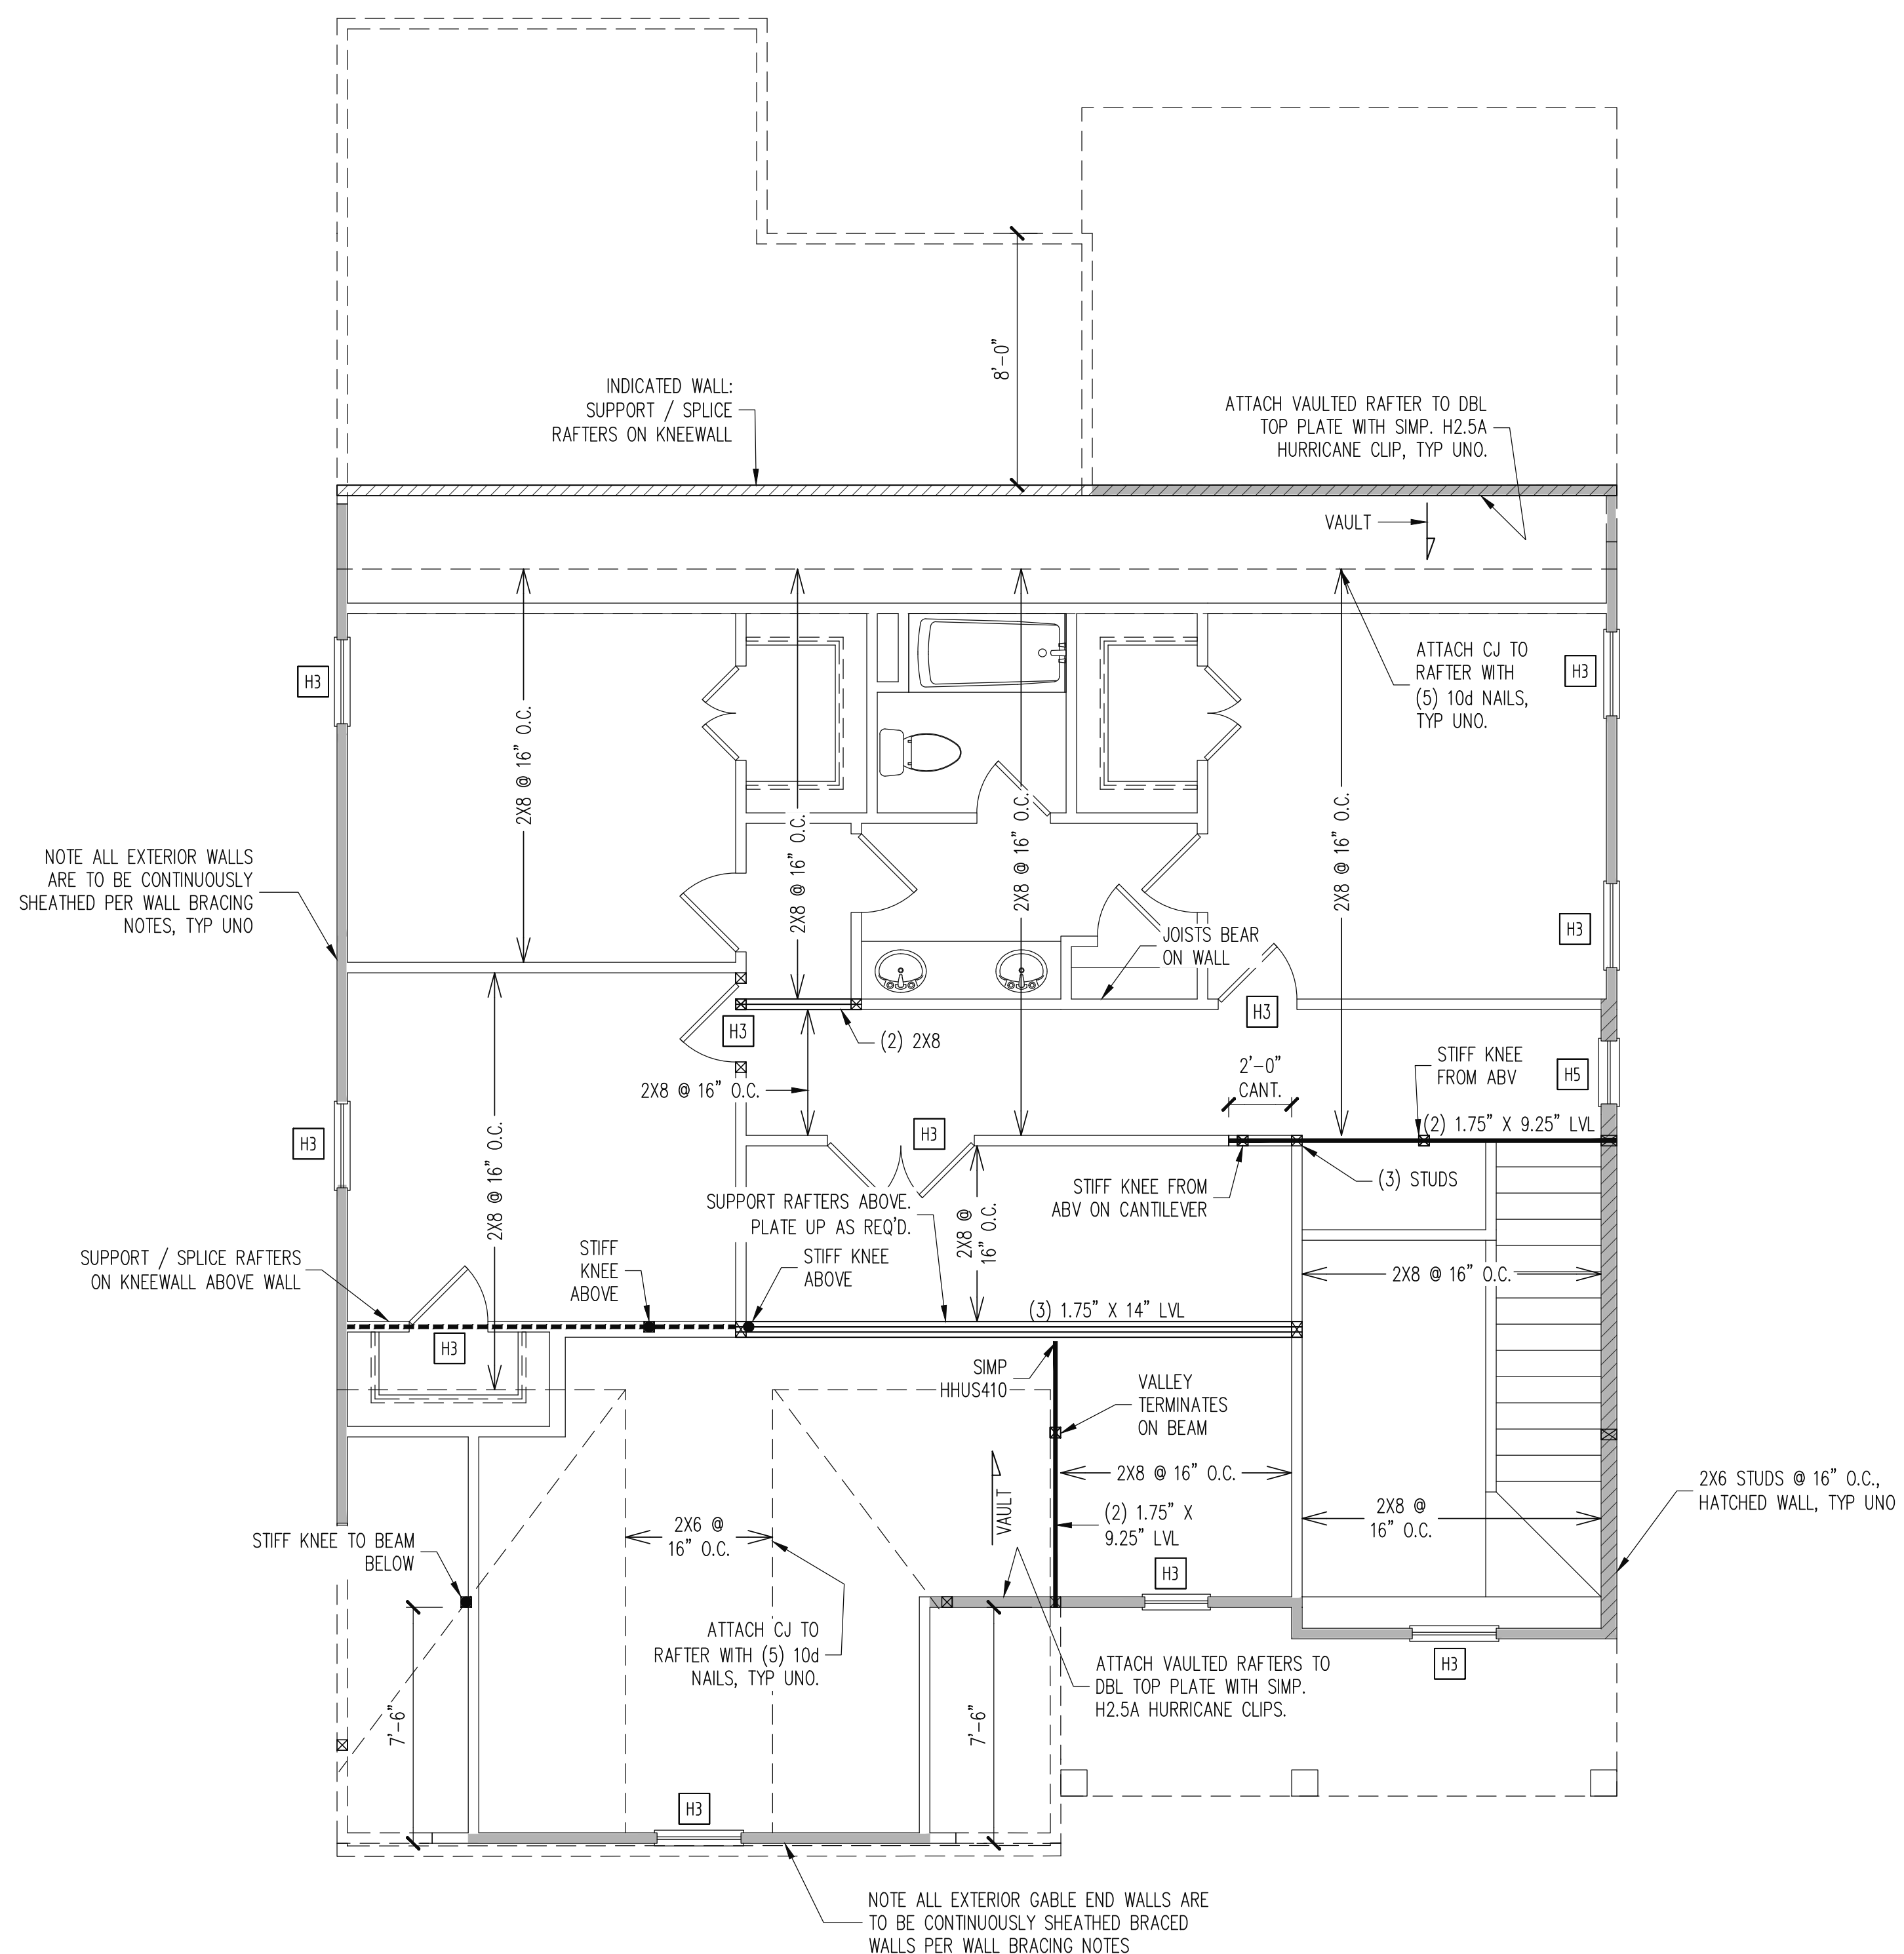 8'-0"
INDICATED WALL:
SUPPORT / SPLICE
RAFTERS ON KNEEWALL
ATTACH VAULTED RAFTER TO DBL
TOP PLATE WITH SIMP. H2.5A
HURRICANE CLIP, TYP UNO.
VAULT
H3
2X8 @ 16" O.C.
2X8 @ 16" O.C.
2X8 @ 16" O.C.
2X8 @ 16" O.C.
ATTACH CJ TO
RAFTER WITH
(5) 10d NAILS,
TYP UNO.
H3
NOTE ALL EXTERIOR WALLS
ARE TO BE CONTINUOUSLY
SHEATHED PER WALL BRACING
NOTES, TYP UNO
JOISTS BEAR
ON WALL
H3
H3
H3
(2) 2X8
2X8 @ 16" O.C.
2'-0"
CANT.
STIFF KNEE
FROM ABV
H5
(2) 1.75" X 9.25" LVL
H3
H3
2X8 @ 16" O.C.
SUPPORT RAFTERS ABOVE.
PLATE UP AS REQ'D.
2X8 @
16" O.C.
STIFF KNEE FROM
ABV ON CANTILEVER
(3) STUDS
SUPPORT / SPLICE RAFTERS
ON KNEEWALL ABOVE WALL
STIFF
KNEE
ABOVE
STIFF KNEE
ABOVE
2X8 @ 16" O.C.
(3) 1.75" X 14" LVL
H3
SIMP
HHUS410
VALLEY
TERMINATES
ON BEAM
2X8 @ 16" O.C.
2X6 STUDS @ 16" O.C.,
HATCHED WALL, TYP UNO
VAULT
(2) 1.75" X
9.25" LVL
2X8 @
16" O.C.
2X6 @
16" O.C.
STIFF KNEE TO BEAM
BELOW
H3
ATTACH CJ TO
RAFTER WITH (5) 10d
NAILS, TYP UNO.
H3
ATTACH VAULTED RAFTERS TO
DBL TOP PLATE WITH SIMP.
H2.5A HURRICANE CLIPS.
7'-6"
7'-6"
H3
NOTE ALL EXTERIOR GABLE END WALLS ARE
TO BE CONTINUOUSLY SHEATHED BRACED
WALLS PER WALL BRACING NOTES